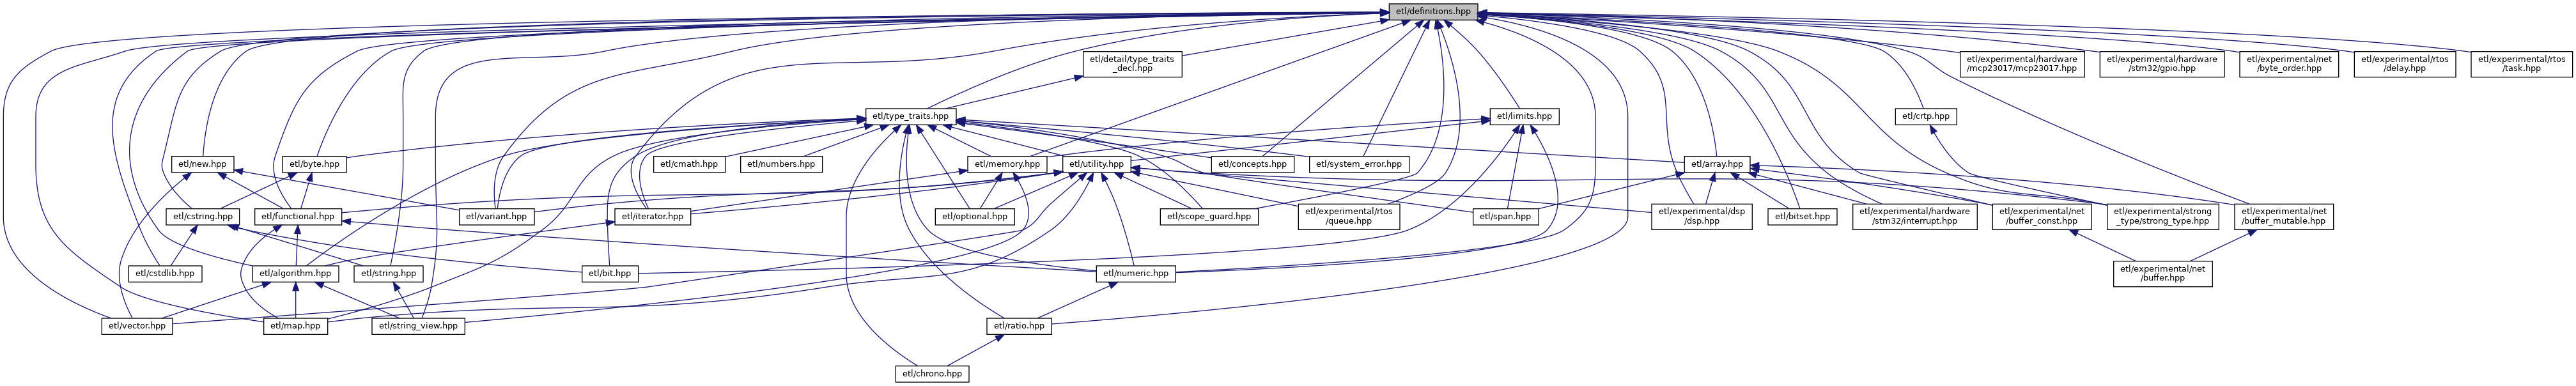 etl/definitions.hpp
etl/detail/type_traits
_decl.hpp
etl/experimental/hardware
/mcp23017/mcp23017.hpp
etl/experimental/hardware
/stm32/gpio.hpp
etl/experimental/net
/byte_order.hpp
etl/experimental/rtos
/delay.hpp
etl/experimental/rtos
/task.hpp
etl/type_traits.hpp
etl/limits.hpp
etl/crtp.hpp
etl/new.hpp
etl/byte.hpp
etl/cmath.hpp
etl/numbers.hpp
etl/memory.hpp
etl/utility.hpp
etl/concepts.hpp
etl/system_error.hpp
etl/array.hpp
etl/cstring.hpp
etl/functional.hpp
etl/variant.hpp
etl/iterator.hpp
etl/optional.hpp
etl/scope_guard.hpp
etl/experimental/rtos
/queue.hpp
etl/span.hpp
etl/experimental/dsp
/dsp.hpp
etl/bitset.hpp
etl/experimental/hardware
/stm32/interrupt.hpp
etl/experimental/net
/buffer_const.hpp
etl/experimental/strong
_type/strong_type.hpp
etl/experimental/net
/buffer_mutable.hpp
etl/cstdlib.hpp
etl/algorithm.hpp
etl/string.hpp
etl/bit.hpp
etl/numeric.hpp
etl/experimental/net
/buffer.hpp
etl/vector.hpp
etl/map.hpp
etl/string_view.hpp
etl/ratio.hpp
etl/chrono.hpp